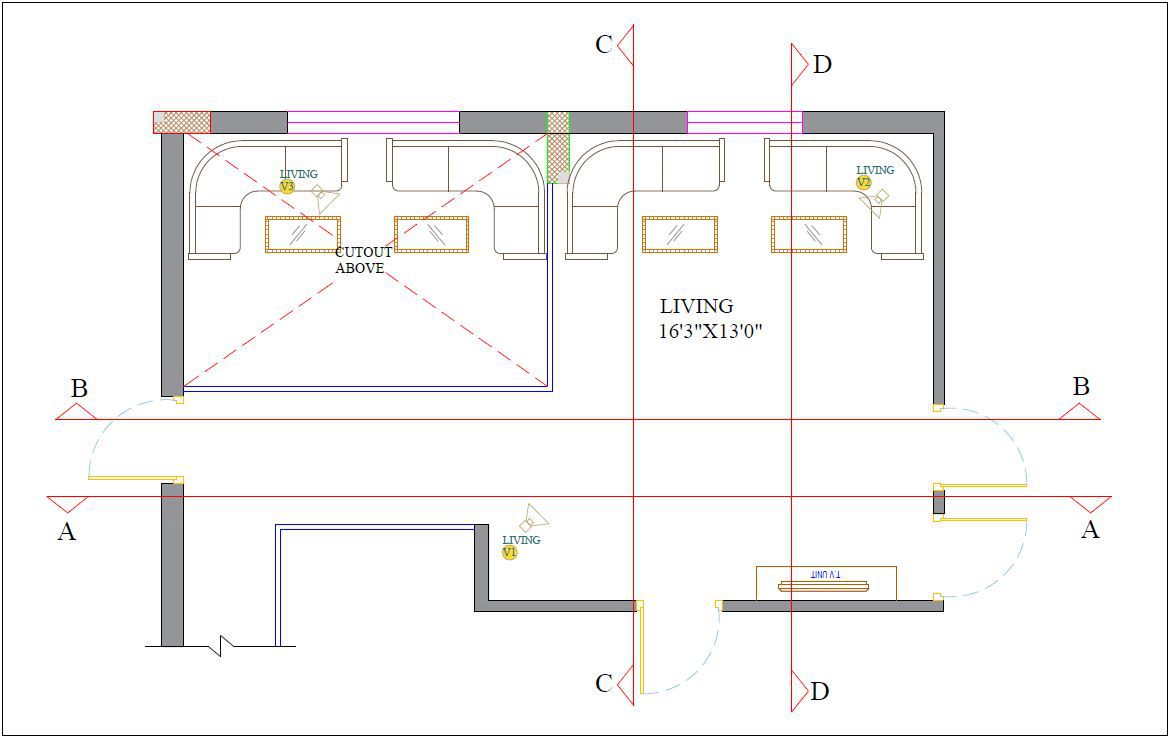 C
D
LIVING
V3
LIVING
V2
CUTOUT
ABOVE
LIVING
16'3"X13'0"
B
B
A
A
LIVING
V1
T.V UNIT
C
D